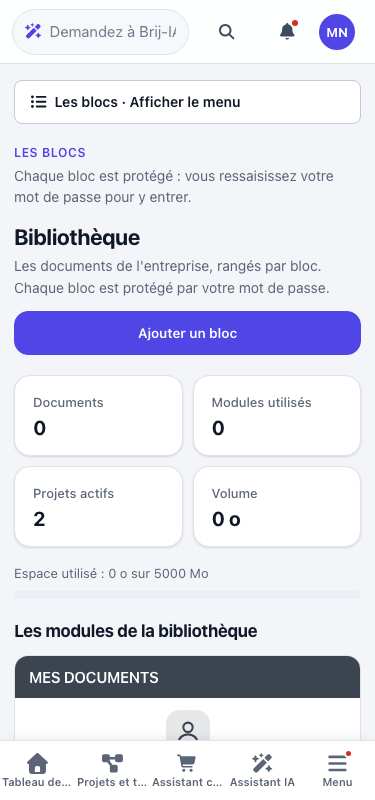 Demandez à Brij-IA
MN
Les blocs · Afficher le menu
LES BLOCS
Chaque bloc est protégé : vous ressaisissez votre
mot de passe pour y entrer.
Bibliothèque
Les documents de l'entreprise, rangés par bloc.
Chaque bloc est protégé par votre mot de passe.
Ajouter un bloc
Documents
0
Modules utilisés
0
Projets actifs
2
Volume
0 o
Espace utilisé : 0 o sur 5000 Mo
Les modules de la bibliothèque
MES DOCUMENTS
Tableau de...
Projets et t...
Assistant c...
Assistant IA
Menu